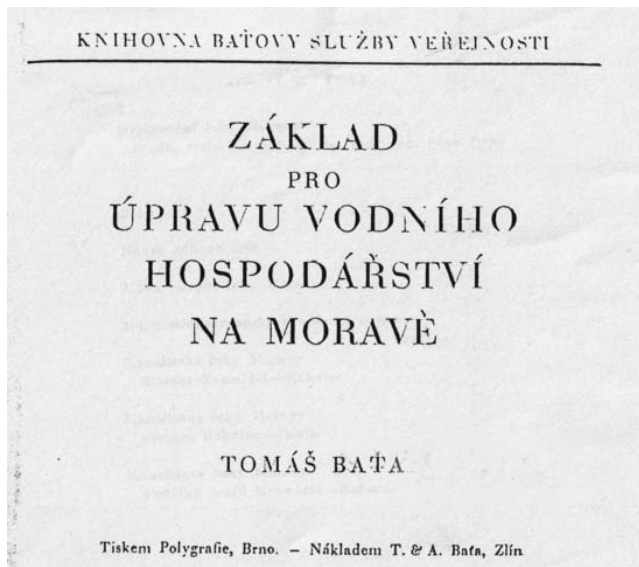 KNIHOVNA BAŤOVY SLUŽBY VEŘEJNOSTI
ZÁKLAD
PRO
ÚPRAVU VODNÍHO
HOSPODÁŘSTVÍ
NA MORAVĚ
TOMÁŠ BAŤA
Tiskem Polygrafie, Brno. – Nákladem T. & A. Baťa, Zlín